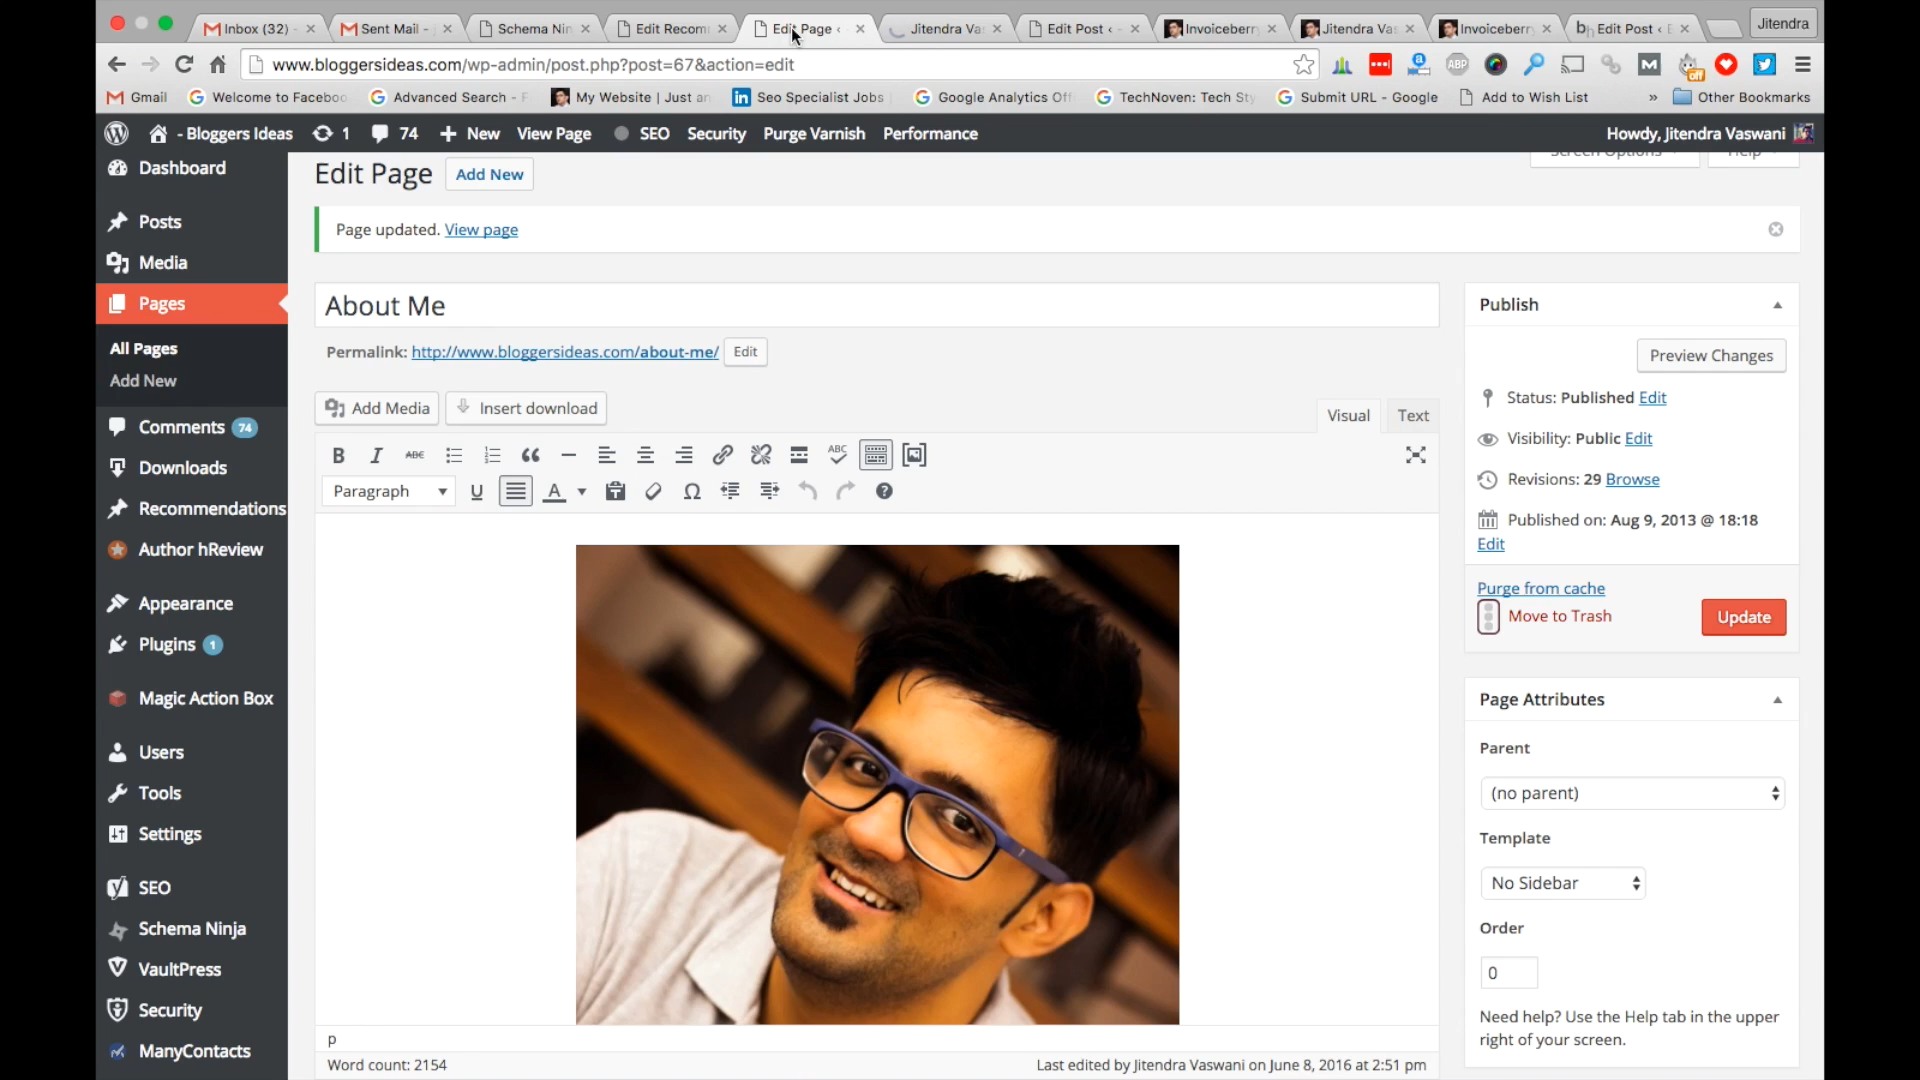 Inbox (32) -
Sent Mail -
Schema Nin
Edit Recom
Edit Page ‹
Jitendra Va
Edit Post ‹ -
Invoiceberr
Jitendra Va
Invoiceberr
Edit Post ‹
Jitendra
www.bloggersideas.com/wp-admin/post.php?post=67&action=edit
Gmail
Welcome to Faceboo
Advanced Search -
My Website | Just an
Seo Specialist Jobs
Google Analytics Off
TechNoven: Tech Sty
Submit URL - Google
Add to Wish List
»
Other Bookmarks
- Bloggers Ideas
1
74
New
View Page
SEO
Security
Purge Varnish
Performance
Howdy, Jitendra Vaswani
Dashboard
Posts
Media
Pages
All Pages
Add New
Comments 74
Downloads
Recommendations
Author hReview
Appearance
Plugins 1
Magic Action Box
Users
Tools
Settings
SEO
Schema Ninja
VaultPress
Security
ManyContacts
Edit Page
Add New
Screen Options
Help
Page updated. View page
About Me
Permalink: http://www.bloggersideas.com/about-me/
Edit
Add Media
Insert download
Visual
Text
B I ABC
ABC
Paragraph
U
A
Ω
p
Word count: 2154
Last edited by Jitendra Vaswani on June 8, 2016 at 2:51 pm
Publish
Preview Changes
Status: Published Edit
Visibility: Public Edit
Revisions: 29 Browse
Published on: Aug 9, 2013 @ 18:18
Edit
Purge from cache
Move to Trash
Update
Page Attributes
Parent
(no parent)
Template
No Sidebar
Order
0
Need help? Use the Help tab in the upper
right of your screen.